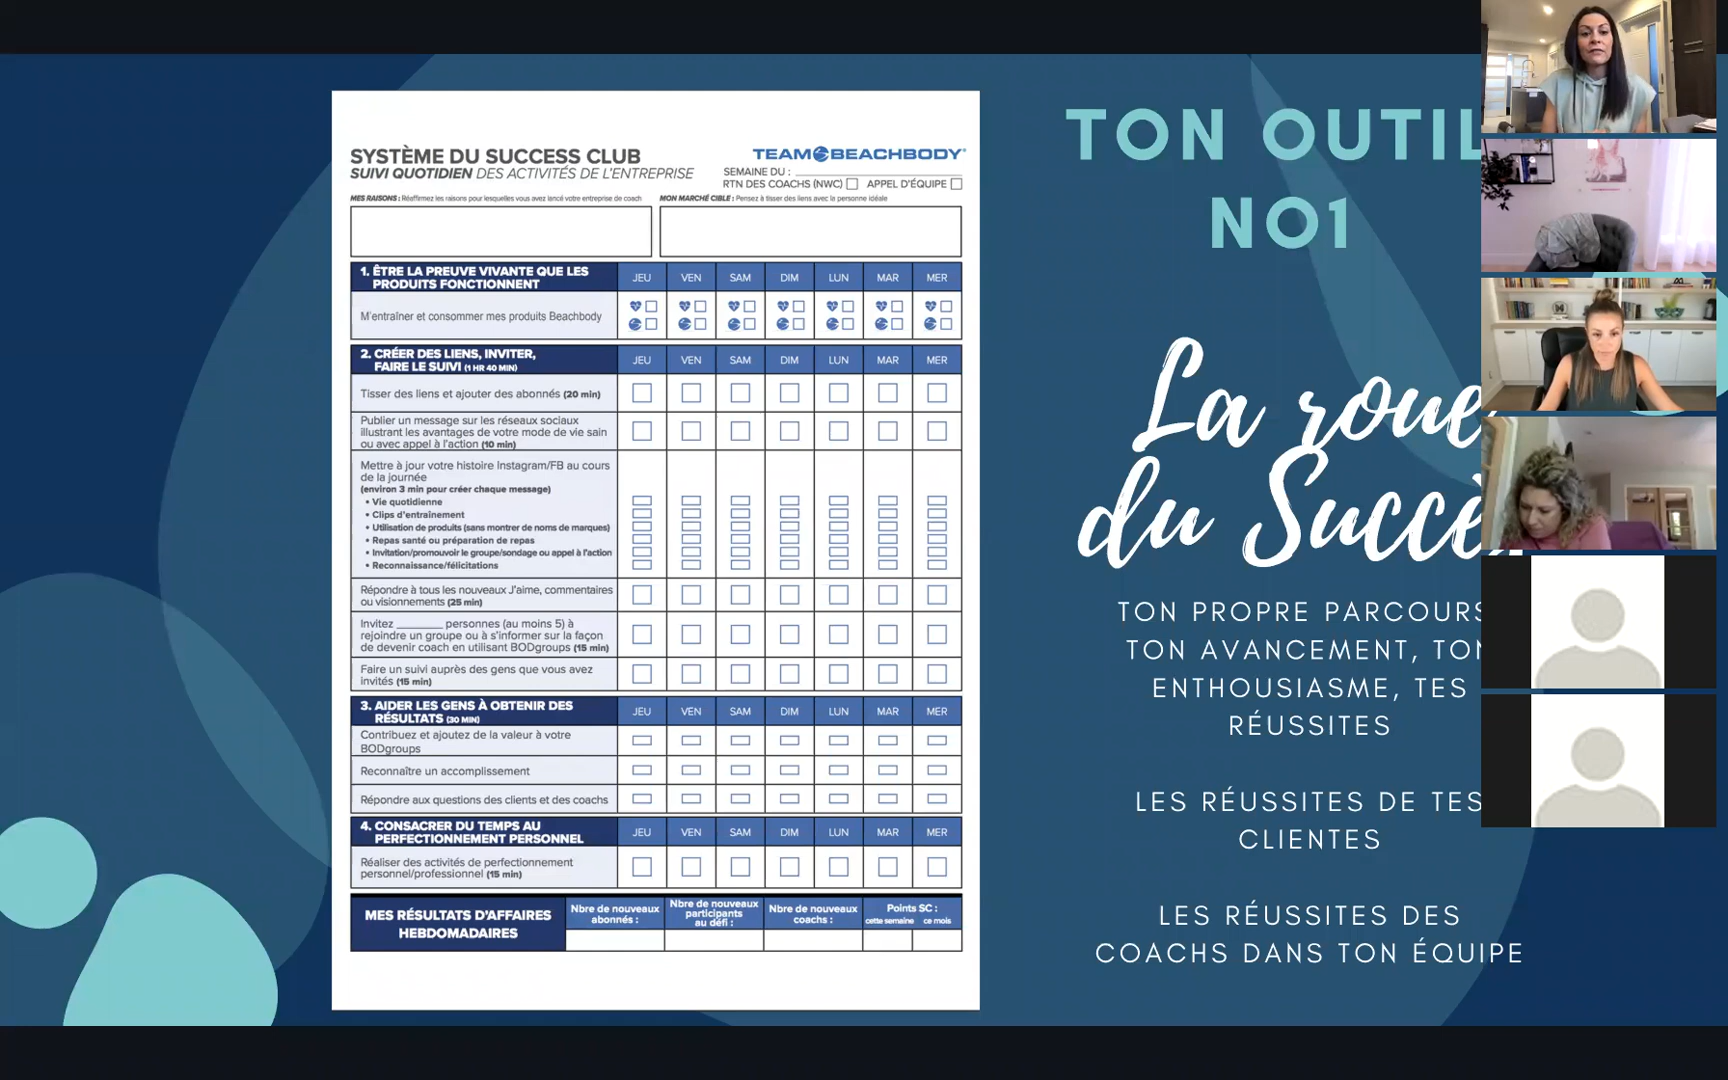 SYSTÈME DU SUCCESS CLUB
SUIVI QUOTIDIEN DES ACTIVITÉS DE L'ENTREPRISE
TEAM BEACHBODY
SEMAINE DU :
RTN DES COACHS (NWC) APPEL D'ÉQUIPE
MES RAISONS : Réaffirmez les raisons pour lesquelles vous avez lancé votre entreprise de coach
MON MARCHÉ CIBLE : Pensez à tisser des liens avec la personne idéale
1. ÊTRE LA PREUVE VIVANTE QUE LES
PRODUITS FONCTIONNENT
JEU VEN SAM DIM LUN MAR MER
M'entraîner et consommer mes produits Beachbody
2. CRÉER DES LIENS, INVITER,
FAIRE LE SUIVI (1 HR 40 MIN)
JEU VEN SAM DIM LUN MAR MER
Tisser des liens et ajouter des abonnés (20 min)
Publier un message sur les réseaux sociaux
illustrant les avantages de votre mode de vie sain
ou avec appel à l'action (10 min)
Mettre à jour votre histoire Instagram/FB au cours
de la journée
(environ 3 min pour créer chaque message)
• Vie quotidienne
• Clips d'entraînement
• Utilisation de produits (sans montrer de noms de marques)
• Repas santé ou préparation de repas
• Invitation/promouvoir le groupe/sondage ou appel à l'action
• Reconnaissance/félicitations
Répondre à tous les nouveaux J'aime, commentaires
ou visionnements (25 min)
Invitez ________ personnes (au moins 5) à
rejoindre un groupe ou à s'informer sur la façon
de devenir coach en utilisant BODgroups (15 min)
Faire un suivi auprès des gens que vous avez
invités (15 min)
3. AIDER LES GENS À OBTENIR DES
RÉSULTATS (30 MIN)
JEU VEN SAM DIM LUN MAR MER
Contribuez et ajoutez de la valeur à votre
BODgroups
Reconnaître un accomplissement
Répondre aux questions des clients et des coachs
4. CONSACRER DU TEMPS AU
PERFECTIONNEMENT PERSONNEL
JEU VEN SAM DIM LUN MAR MER
Réaliser des activités de perfectionnement
personnel/professionnel (15 min)
MES RÉSULTATS D'AFFAIRES
HEBDOMADAIRES
Nbre de nouveaux
abonnés :
Nbre de nouveaux
participants
au défi :
Nbre de nouveaux
coachs :
Points SC :
cette semaine ce mois
TON OUTIL
NO1
La roue
du Succè
TON PROPRE PARCOURS
TON AVANCEMENT, TON
ENTHOUSIASME, TES
RÉUSSITES
LES RÉUSSITES DE TES
CLIENTES
LES RÉUSSITES DES
COACHS DANS TON ÉQUIPE